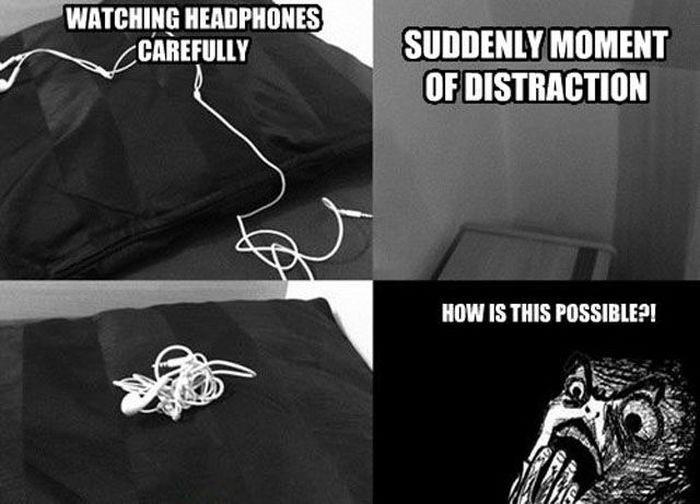 WATCHING HEADPHONES
CAREFULLY
SUDDENLY MOMENT
OF DISTRACTION
HOW IS THIS POSSIBLE?!